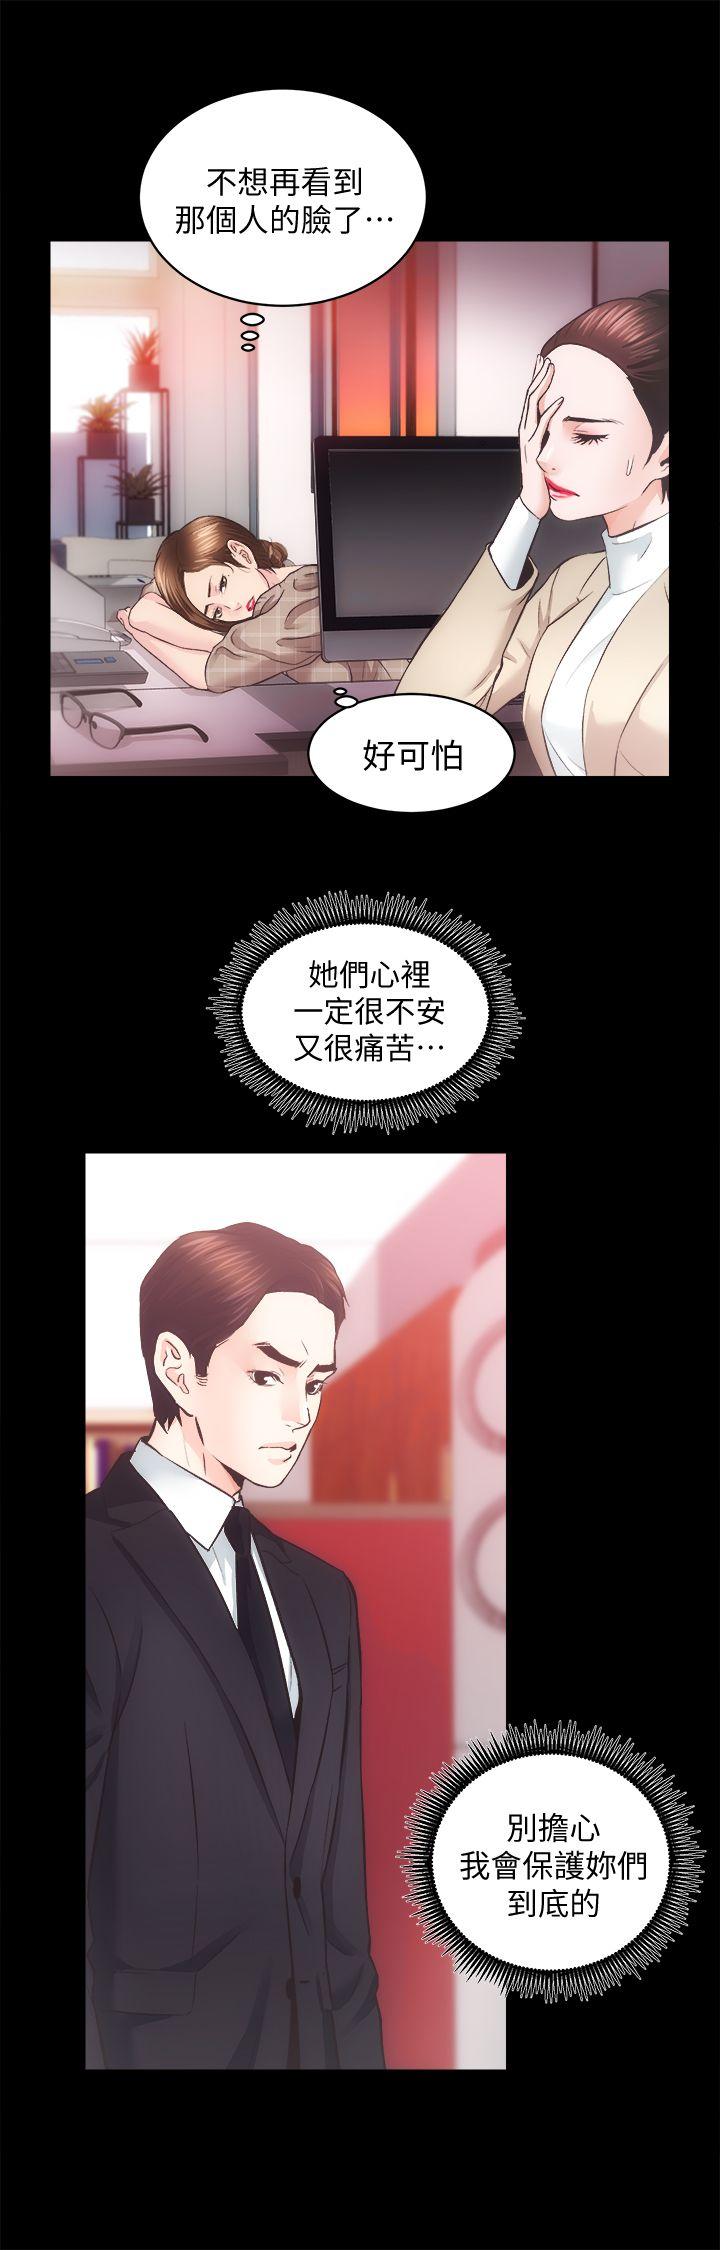 不想再看到
那個人的臉了⋯
好可怕
她們心裡
一定很不安
又很痛苦⋯
別擔心
我會保護妳們
到底的